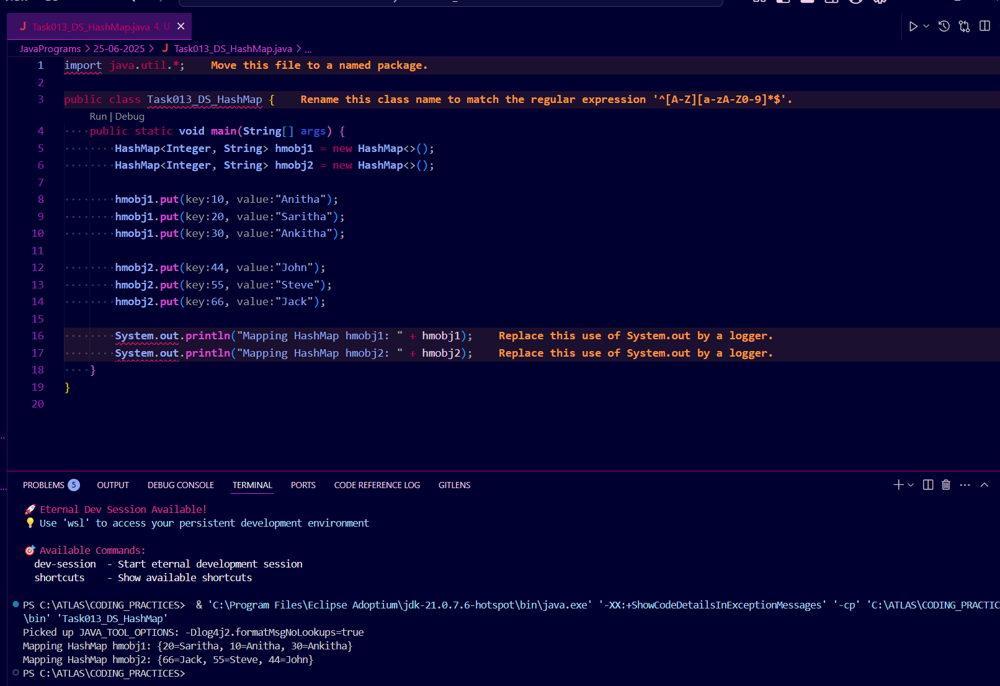 Task013_DS_HashMap.java 4, U
JavaPrograms > 25-06-2025 > J Task013_DS_HashMap.java > ...
1 import java.util.*; Move this file to a named package.
2
3 public class Task013_DS_HashMap { Rename this class name to match the regular expression '^[A-Z][a-zA-Z0-9]*$'.
Run | Debug
4 public static void main(String[] args) {
5 HashMap<Integer, String> hmobj1 = new HashMap<>();
6 HashMap<Integer, String> hmobj2 = new HashMap<>();
7
8 hmobj1.put(key:10, value:"Anitha");
9 hmobj1.put(key:20, value:"Saritha");
10 hmobj1.put(key:30, value:"Ankitha");
11
12 hmobj2.put(key:44, value:"John");
13 hmobj2.put(key:55, value:"Steve");
14 hmobj2.put(key:66, value:"Jack");
15
16 System.out.println("Mapping HashMap hmobj1: " + hmobj1); Replace this use of System.out by a logger.
17 System.out.println("Mapping HashMap hmobj2: " + hmobj2); Replace this use of System.out by a logger.
18 }
19 }
20
PROBLEMS 5 OUTPUT DEBUG CONSOLE TERMINAL PORTS CODE REFERENCE LOG GITLENS
🚀 Eternal Dev Session Available!
💡 Use 'wsl' to access your persistent development environment
🎯 Available Commands:
dev-session - Start eternal development session
shortcuts - Show available shortcuts
PS C:\ATLAS\CODING_PRACTICES> & 'C:\Program Files\Eclipse Adoptium\jdk-21.0.7.6-hotspot\bin\java.exe' '-XX:+ShowCodeDetailsInExceptionMessages' '-cp' 'C:\ATLAS\CODING_PRACTIC
\bin' 'Task013_DS_HashMap'
Picked up JAVA_TOOL_OPTIONS: -Dlog4j2.formatMsgNoLookups=true
Mapping HashMap hmobj1: {20=Saritha, 10=Anitha, 30=Ankitha}
Mapping HashMap hmobj2: {66=Jack, 55=Steve, 44=John}
PS C:\ATLAS\CODING_PRACTICES>